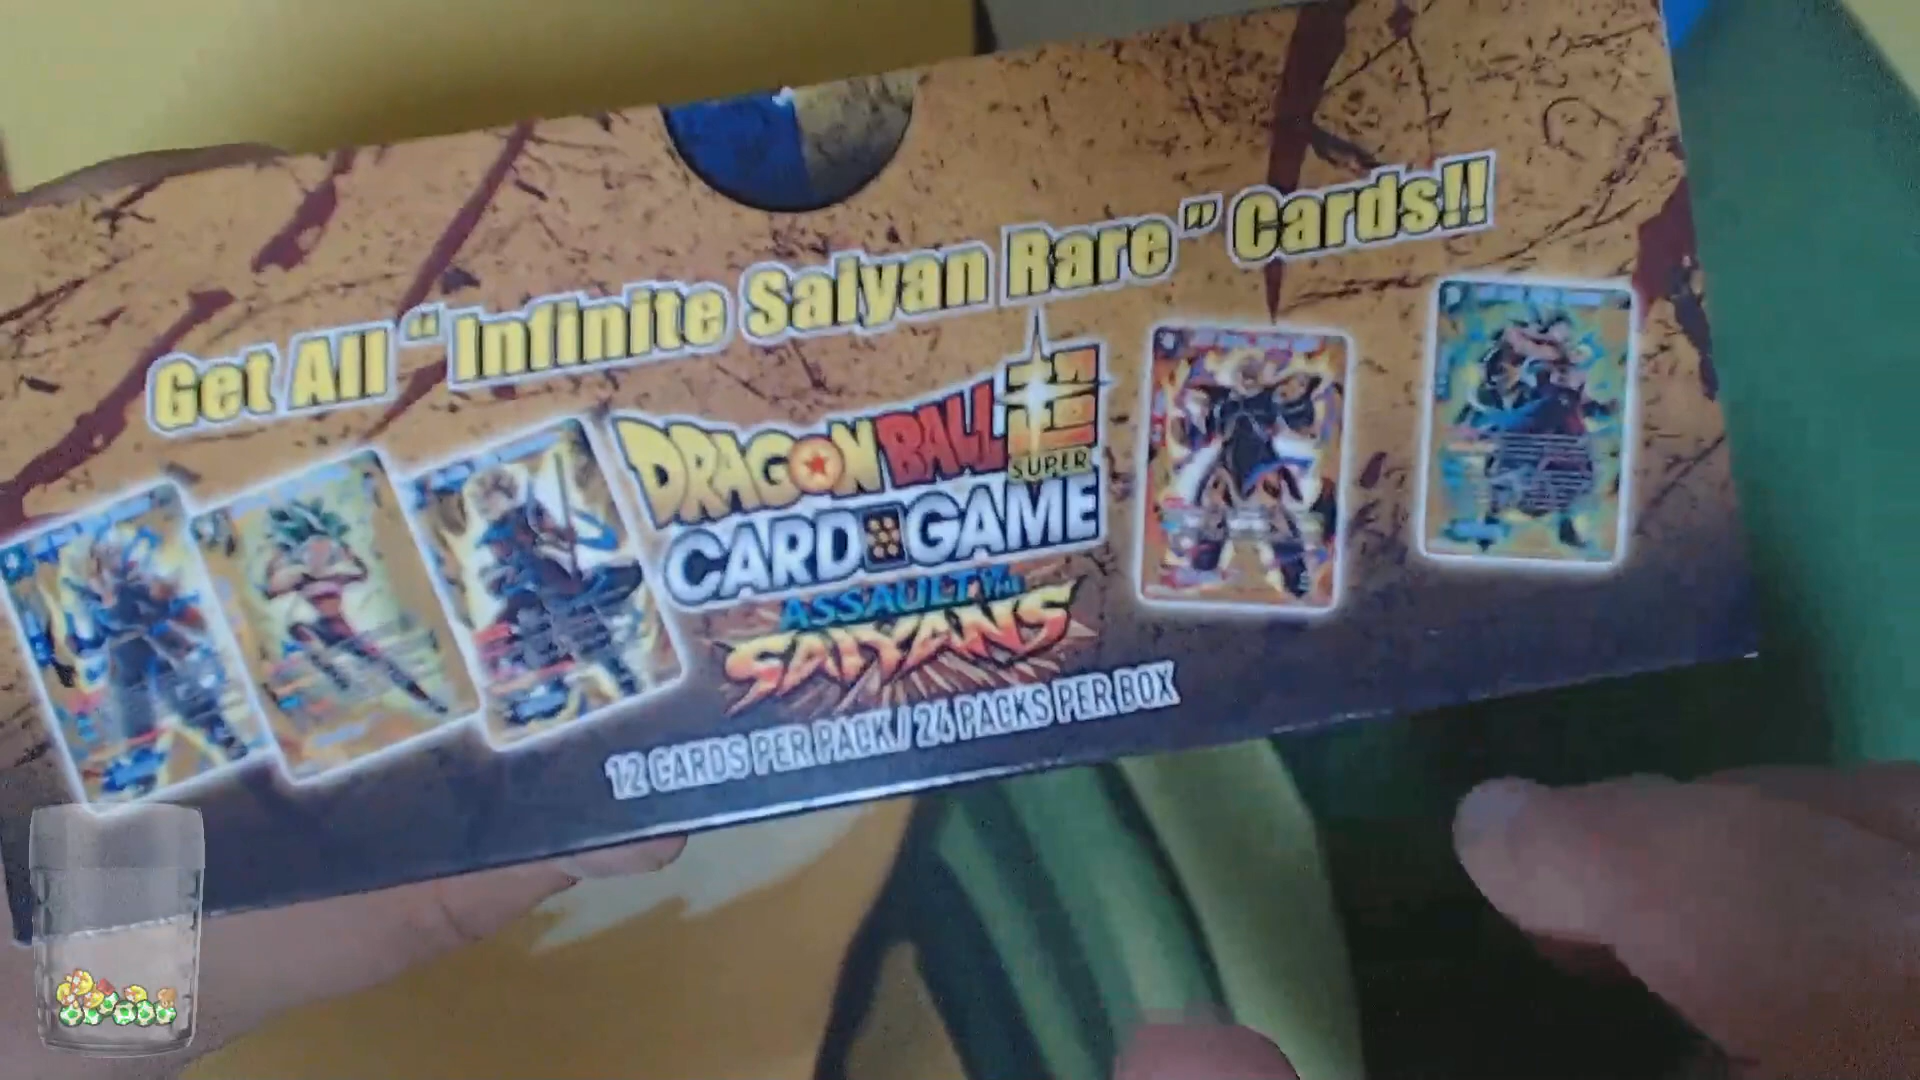 Get All “Infinite Saiyan Rare” Cards!!
DRAGON BALL
SUPER
CARD GAME
ASSAULT OF THE
SAIYANS
12 CARDS PER PACK / 24 PACKS PER BOX